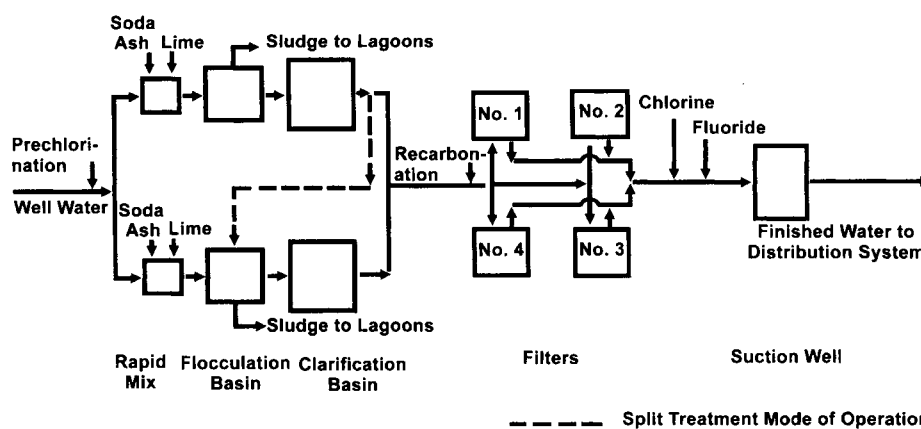 Soda
Ash Lime
Sludge to Lagoons
Prechlori-
nation
Well Water
Soda
Ash Lime
Sludge to Lagoons
Recarbon-
ation
No. 1
No. 2
No. 4
No. 3
Chlorine
Fluoride
Finished Water to
Distribution System
Rapid
Mix
Flocculation
Basin
Clarification
Basin
Filters
Suction Well
Split Treatment Mode of Operation